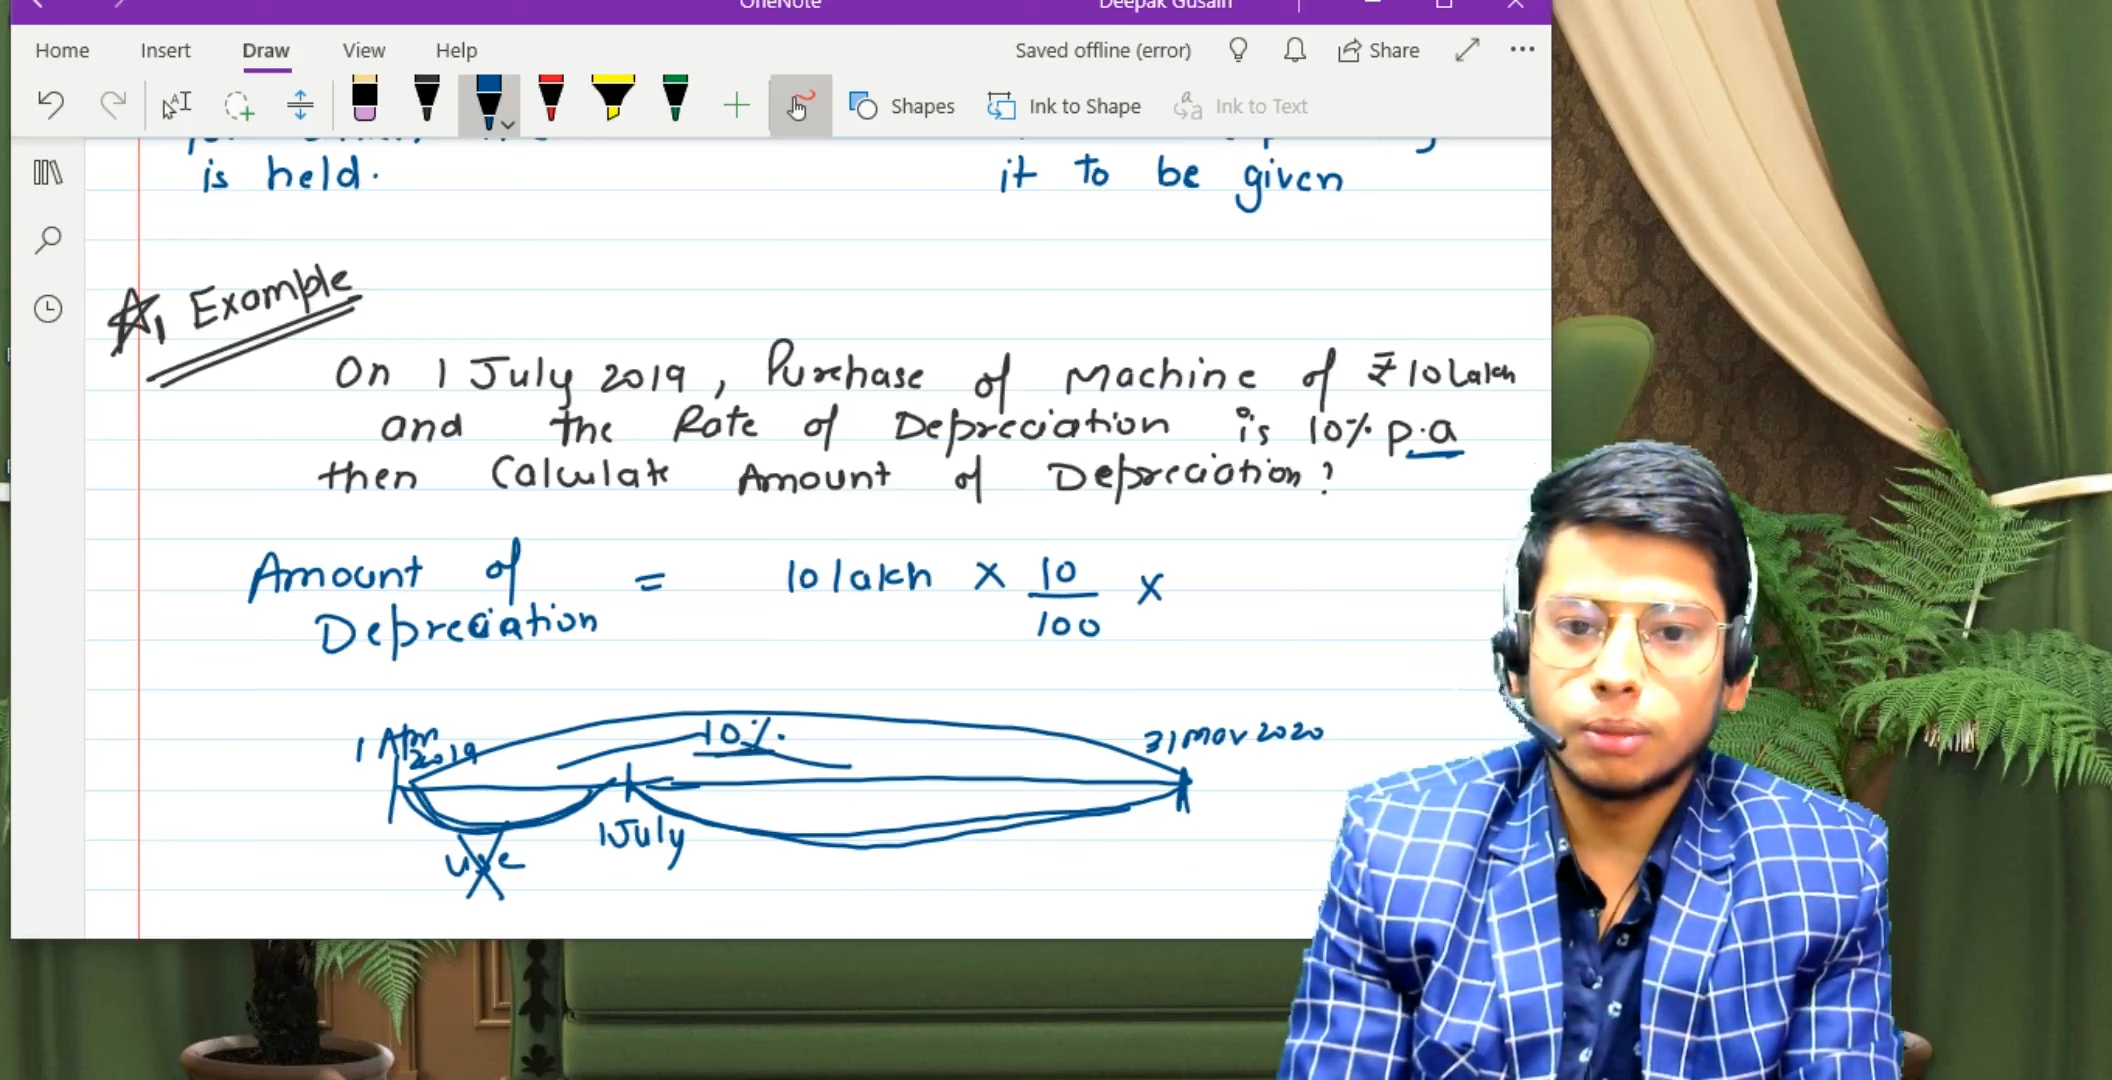 OneNote
Deepak Gusain
Home Insert Draw View Help
Saved offline (error) Share
Shapes Ink to Shape Ink to Text
is held.
it to be given
1 Example
On 1 July 2019, Purchase of Machine of ₹10 Lakh
and the Rate of Depreciation is 10% p.a
then Calculate Amount of Depreciation?
Amount of = 10 lakh × 10/100 ×
Depreciation
1 Apr 2019 10% 31 Mar 2020
use 1 July